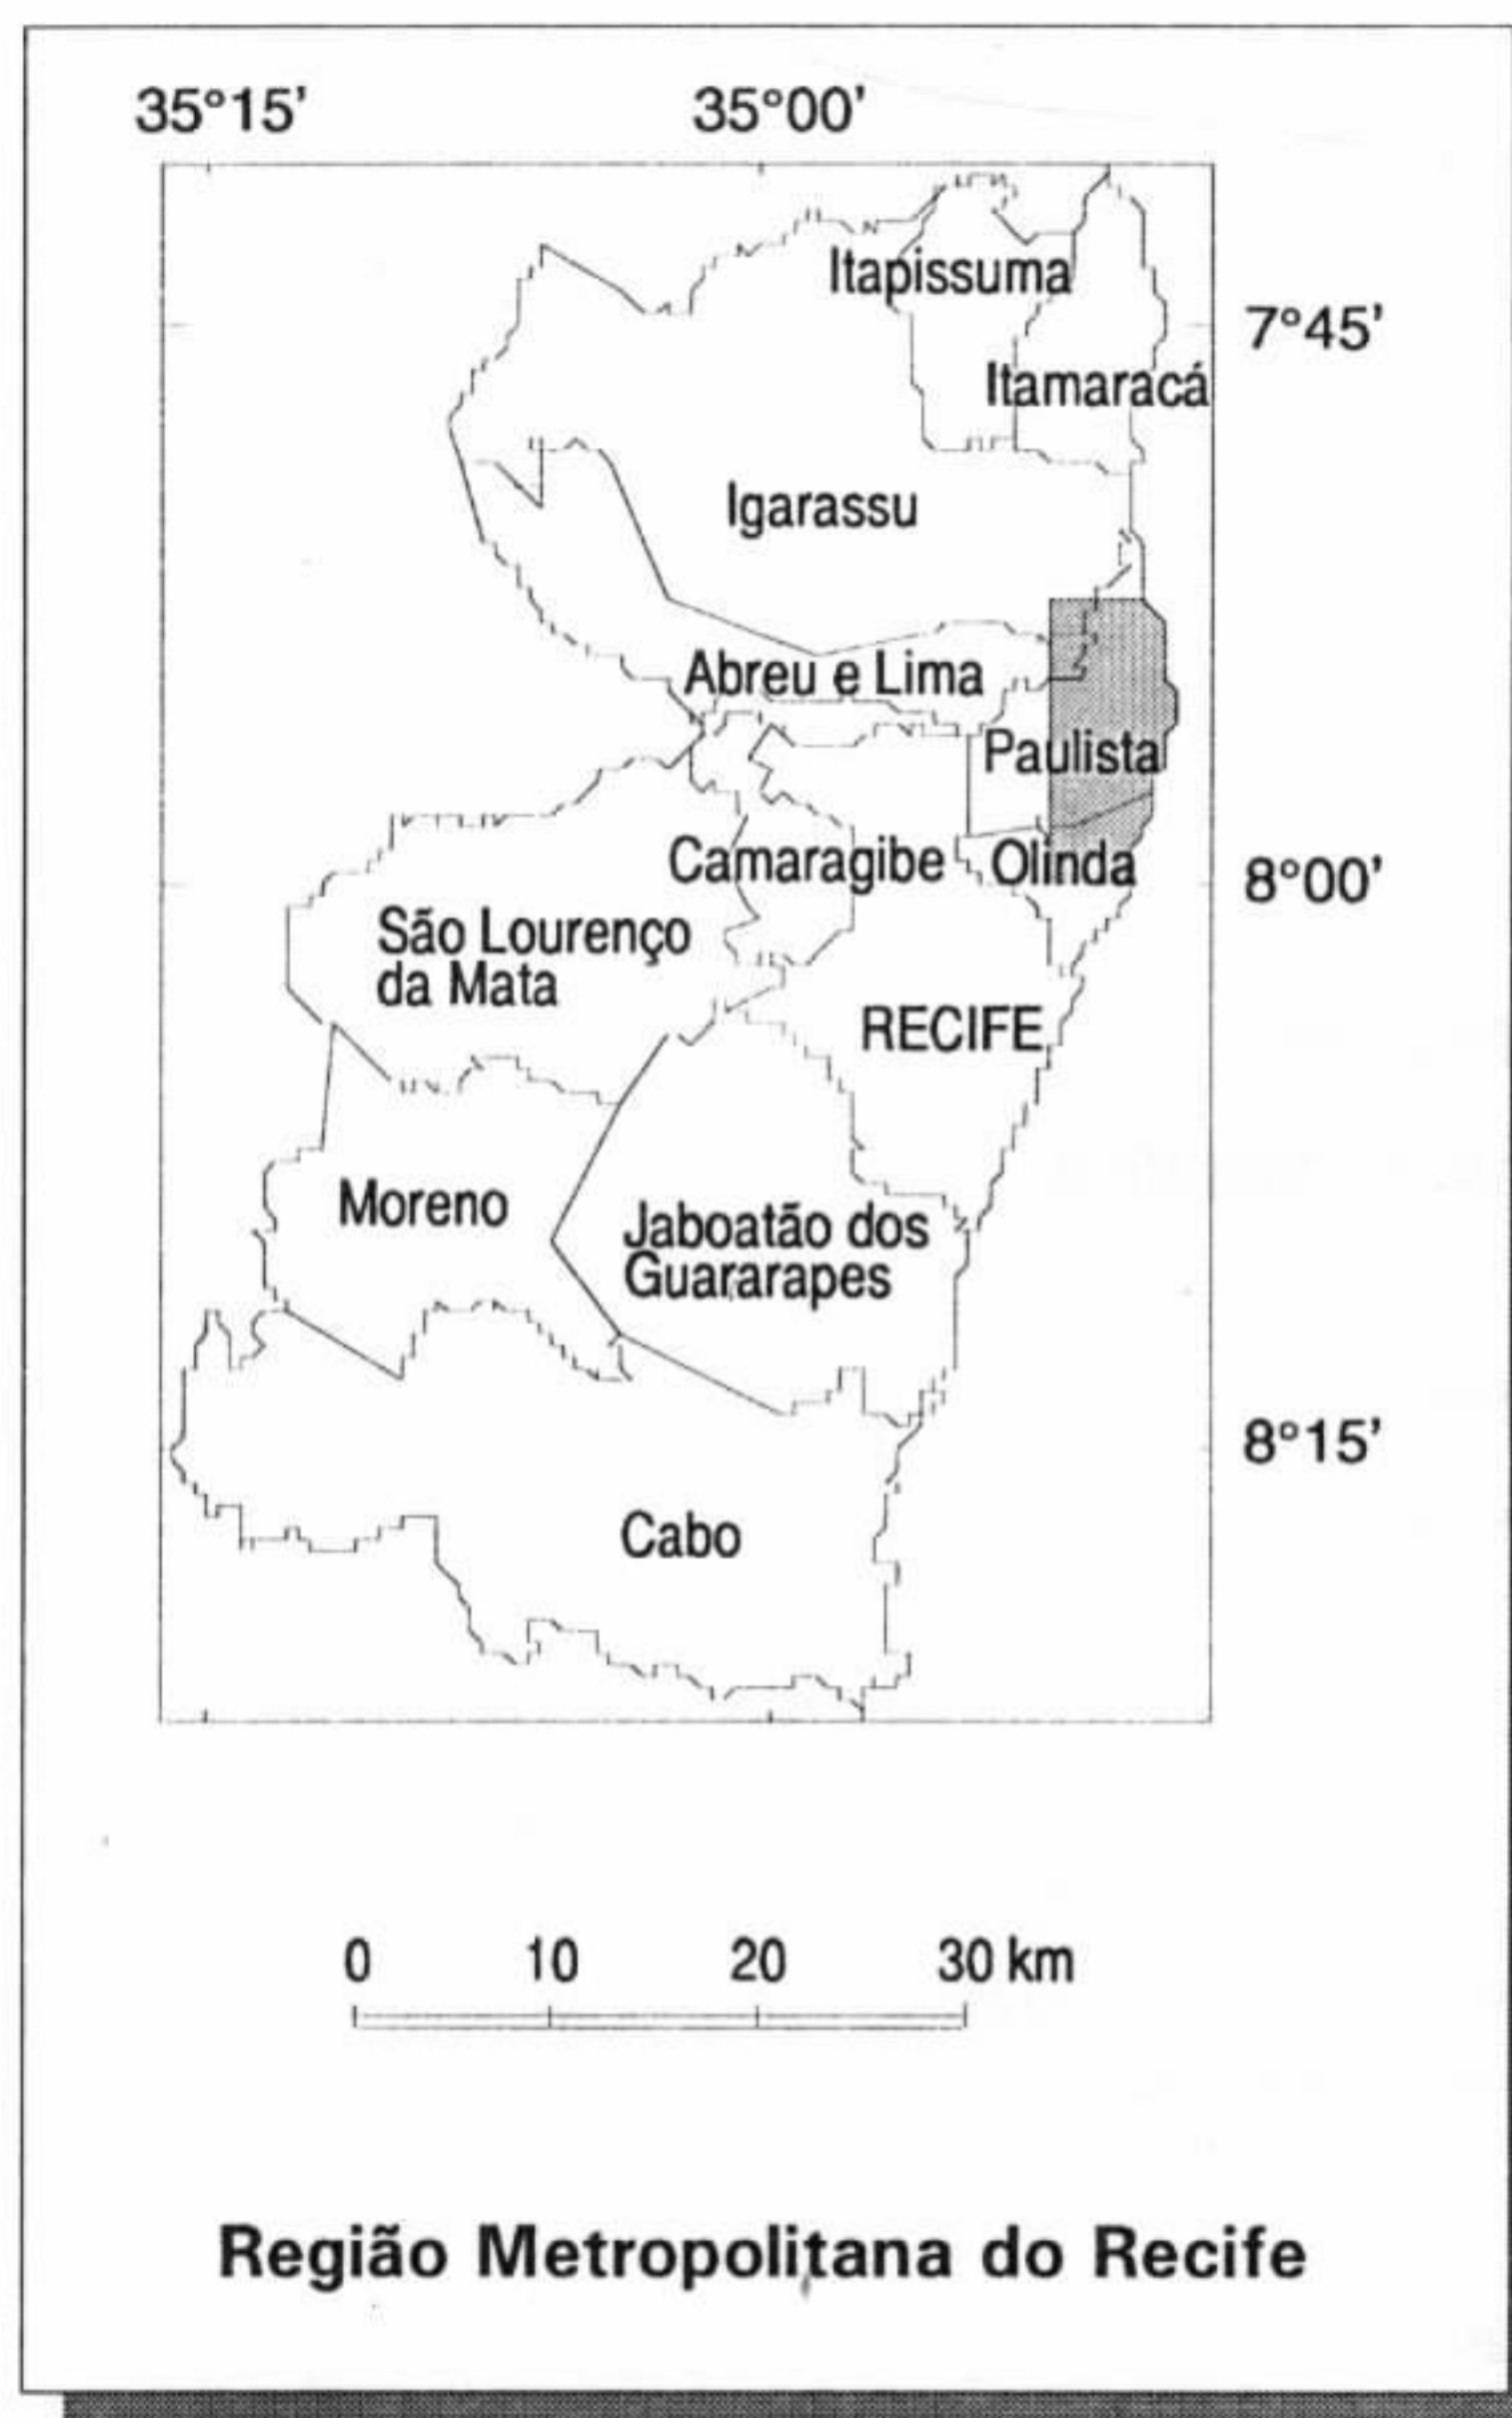 35°15' 35°00'
Itapissuma
7°45'
Itamaracá
Igarassu
Abreu e Lima
Paulista
Camaragibe
Olinda
8°00'
São Lourenço
da Mata
RECIFE
Moreno
Jaboatão dos
Guararapes
8°15'
Cabo
0 10 20 30 km
Região Metropolitana do Recife